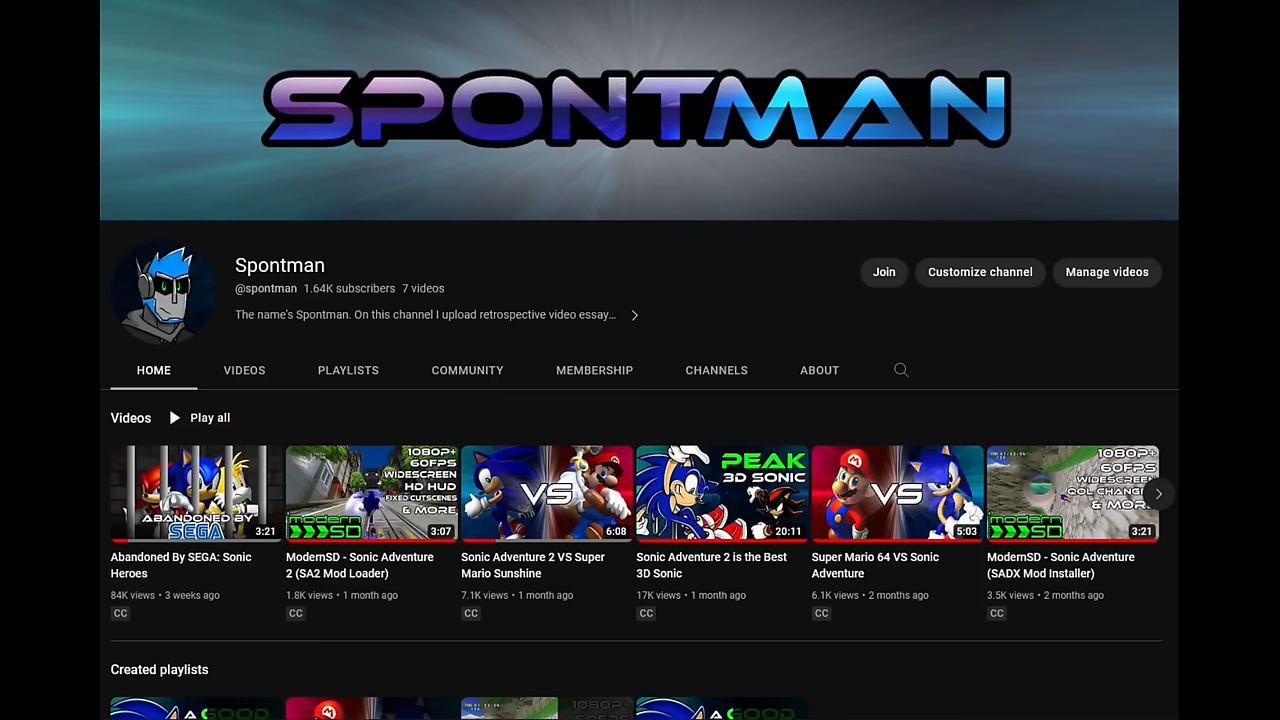 SPONTMAN
Spontman
@spontman 1.64K subscribers 7 videos
The name's Spontman. On this channel I upload retrospective video essay…
Join
Customize channel
Manage videos
HOME
VIDEOS
PLAYLISTS
COMMUNITY
MEMBERSHIP
CHANNELS
ABOUT
Videos
Play all
ABANDONED BY
SEGA
3:21
1080P+
60FPS
WIDESCREEN
HD HUD
FIXED CUTSCENES
& MORE
modern
SD
3:07
VS
6:08
PEAK
3D SONIC
20:11
VS
5:03
1080P+
60FPS
WIDESCREEN
QOL CHANGES
& MORE
modern
SD
3:21
Abandoned By SEGA: Sonic
Heroes
84K views • 3 weeks ago
CC
ModernSD - Sonic Adventure
2 (SA2 Mod Loader)
1.8K views • 1 month ago
CC
Sonic Adventure 2 VS Super
Mario Sunshine
7.1K views • 1 month ago
CC
Sonic Adventure 2 is the Best
3D Sonic
17K views • 1 month ago
CC
Super Mario 64 VS Sonic
Adventure
6.1K views • 2 months ago
CC
ModernSD - Sonic Adventure
(SADX Mod Installer)
3.5K views • 2 months ago
CC
Created playlists
A GOOD
1080P+
A GOOD